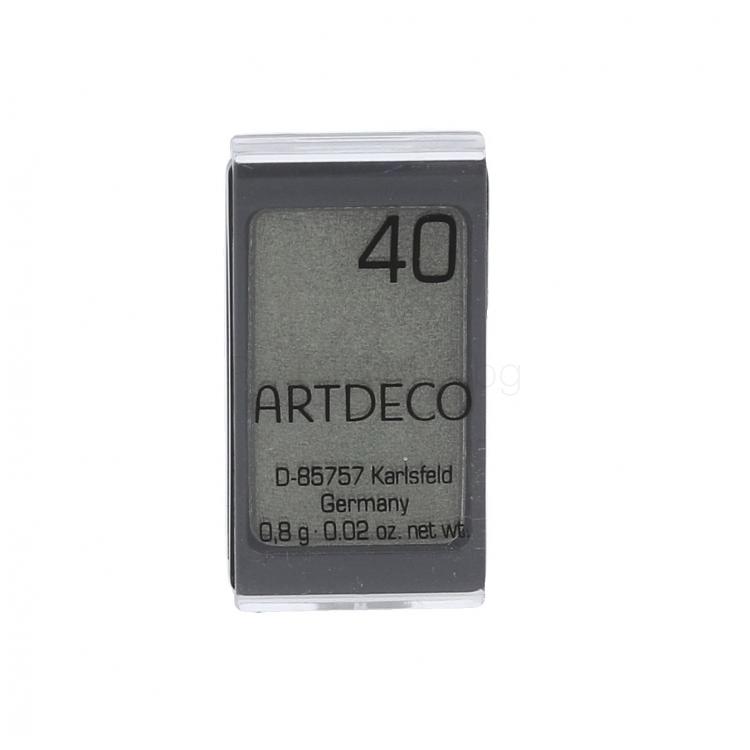 40
ARTDECO
D-85757 Karlsfeld
Germany
0,8 g · 0.02 oz. net wt.